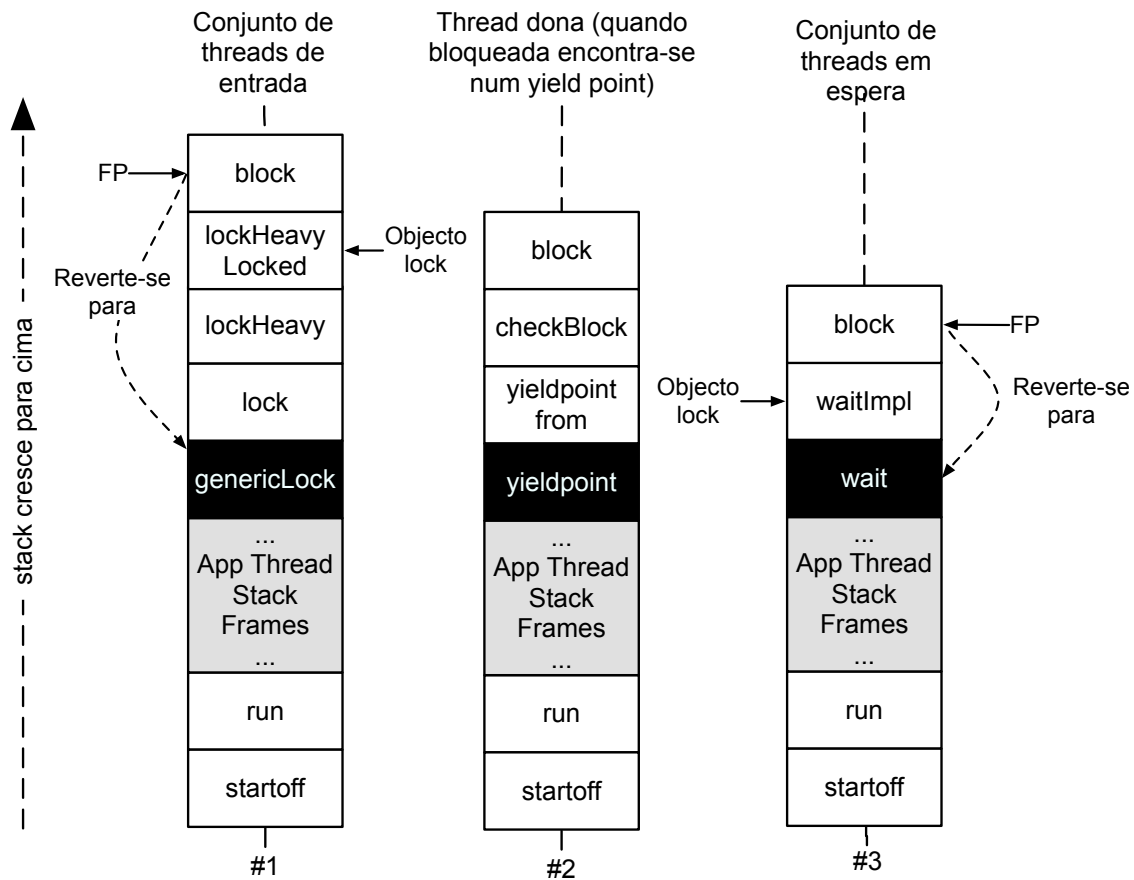 Conjunto de
threads de
entrada
Thread dona (quando
bloqueada encontra-se
num yield point)
Conjunto de
threads em
espera
stack cresce para cima
FP
Reverte-se
para
block
lockHeavy
Locked
lockHeavy
lock
genericLock
...
App Thread
Stack
Frames
...
run
startoff
#1
Objecto
lock
block
checkBlock
yieldpoint
from
yieldpoint
...
App Thread
Stack
Frames
...
run
startoff
#2
Objecto
lock
block
waitImpl
wait
...
App Thread
Stack
Frames
...
run
startoff
#3
FP
Reverte-se
para